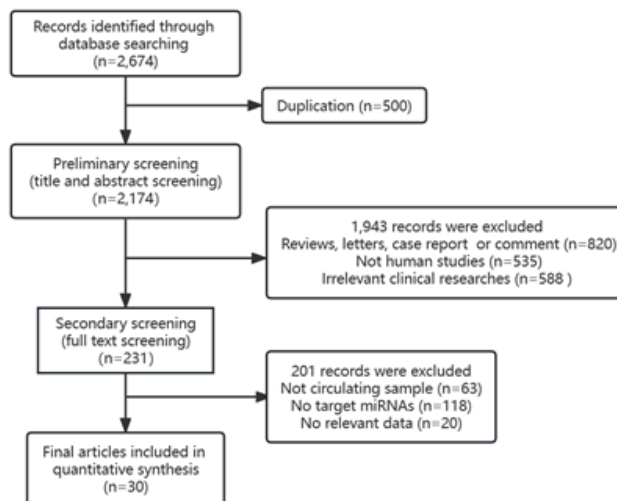 Records identified through
database searching
(n=2,674)
Duplication (n=500)
Preliminary screening
(title and abstract screening)
(n=2,174)
1,943 records were excluded
Reviews, letters, case report  or comment (n=820)
Not human studies (n=535)
Irrelevant clinical researches (n=588 )
Secondary screening
(full text screening)
(n=231)
201 records were excluded
Not circulating sample (n=63)
No target miRNAs (n=118)
No relevant data (n=20)
Final articles included in
quantitative synthesis
(n=30)